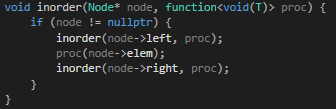 void inorder(Node* node, function<void(T)> proc) {
    if (node != nullptr) {
        inorder(node->left, proc);
        proc(node->elem);
        inorder(node->right, proc);
    }
}